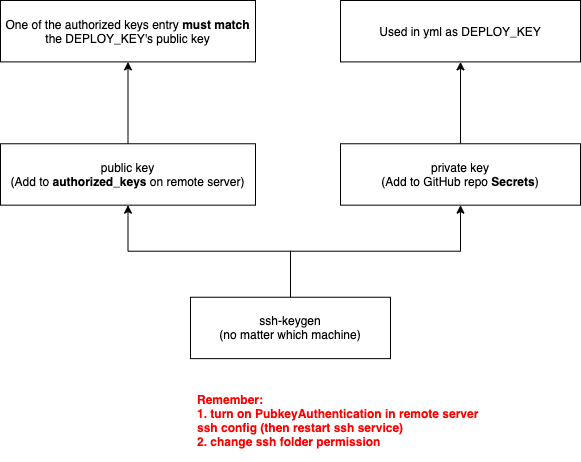 One of the authorized keys entry must match
the DEPLOY_KEY's public key
Used in yml as DEPLOY_KEY
public key
(Add to authorized_keys on remote server)
private key
(Add to GitHub repo Secrets)
ssh-keygen
(no matter which machine)
Remember:
1. turn on PubkeyAuthentication in remote server
ssh config (then restart ssh service)
2. change ssh folder permission